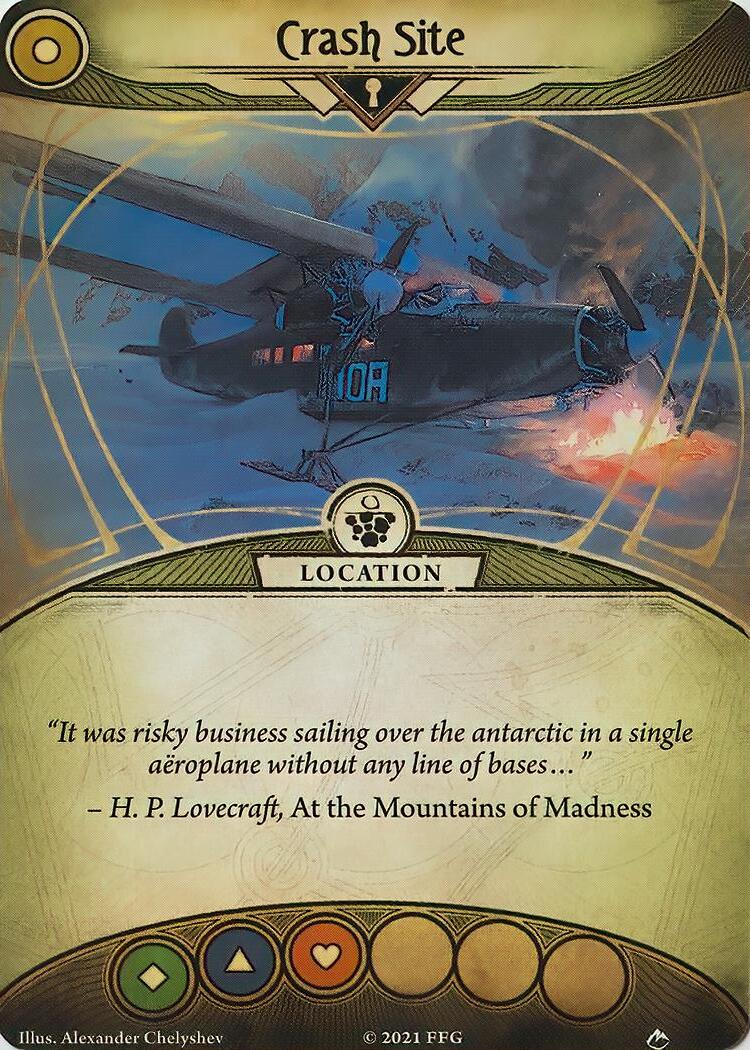 Crash Site
10A
LOCATION
“It was risky business sailing over the antarctic in a single
aëroplane without any line of bases… ”
– H. P. Lovecraft, At the Mountains of Madness
Illus. Alexander Chelyshev
© 2021 FFG